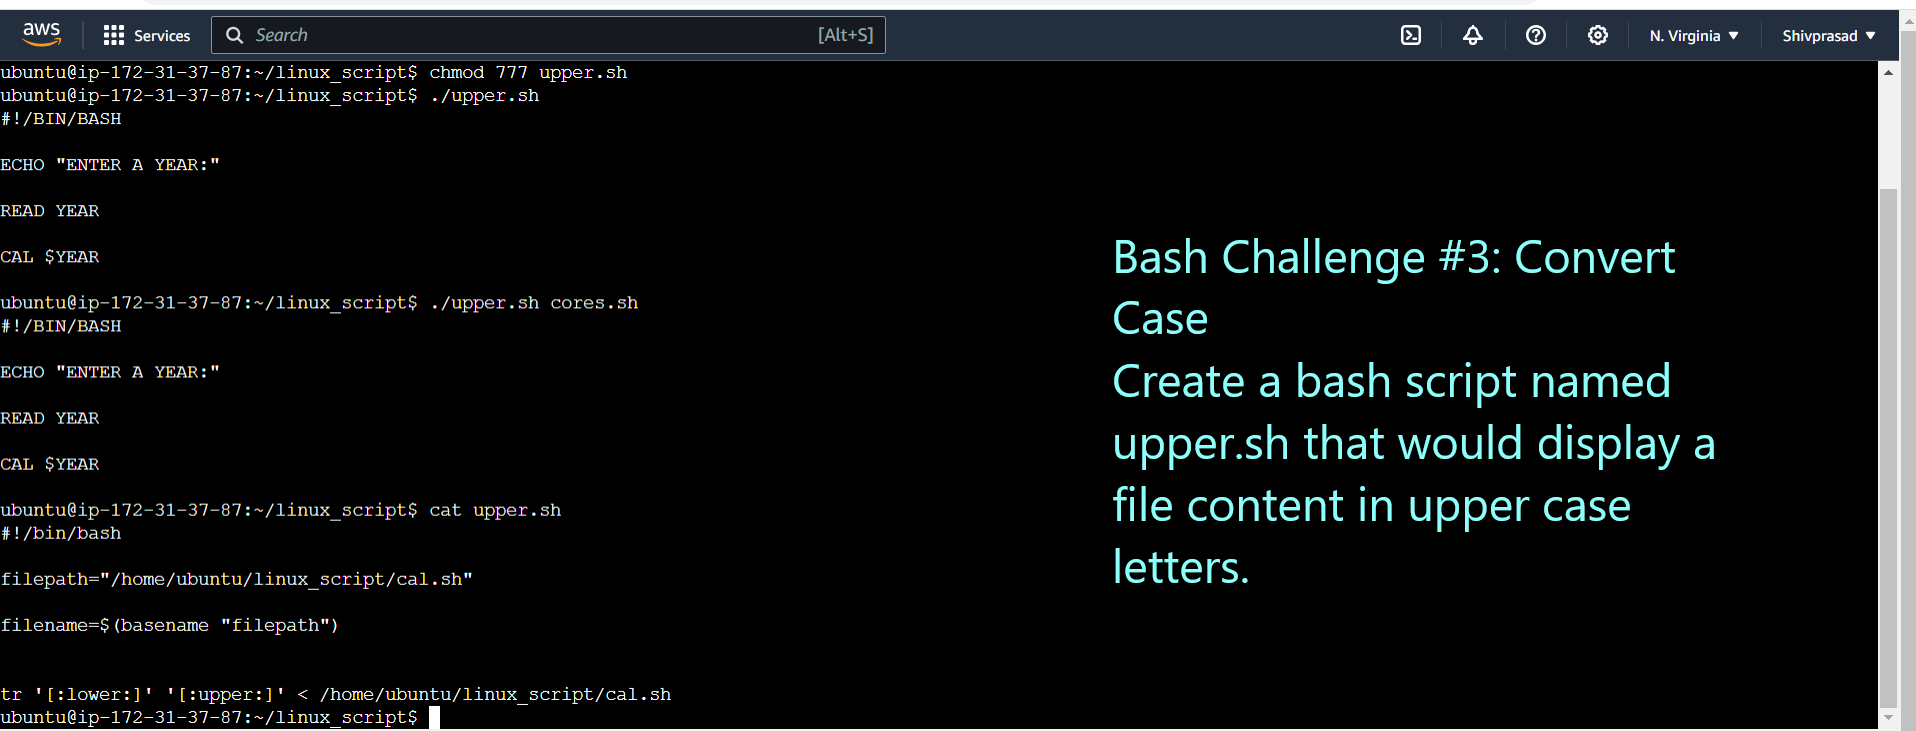 aws Services Search [Alt+S] N. Virginia Shivprasad
ubuntu@ip-172-31-37-87:~/linux_script$ chmod 777 upper.sh
ubuntu@ip-172-31-37-87:~/linux_script$ ./upper.sh
#!/BIN/BASH
ECHO "ENTER A YEAR:"
READ YEAR
CAL $YEAR
ubuntu@ip-172-31-37-87:~/linux_script$ ./upper.sh cores.sh
#!/BIN/BASH
ECHO "ENTER A YEAR:"
READ YEAR
CAL $YEAR
ubuntu@ip-172-31-37-87:~/linux_script$ cat upper.sh
#!/bin/bash
filepath="/home/ubuntu/linux_script/cal.sh"
filename=$(basename "filepath")
tr '[:lower:]' '[:upper:]' < /home/ubuntu/linux_script/cal.sh
ubuntu@ip-172-31-37-87:~/linux_script$
Bash Challenge #3: Convert
Case
Create a bash script named
upper.sh that would display a
file content in upper case
letters.